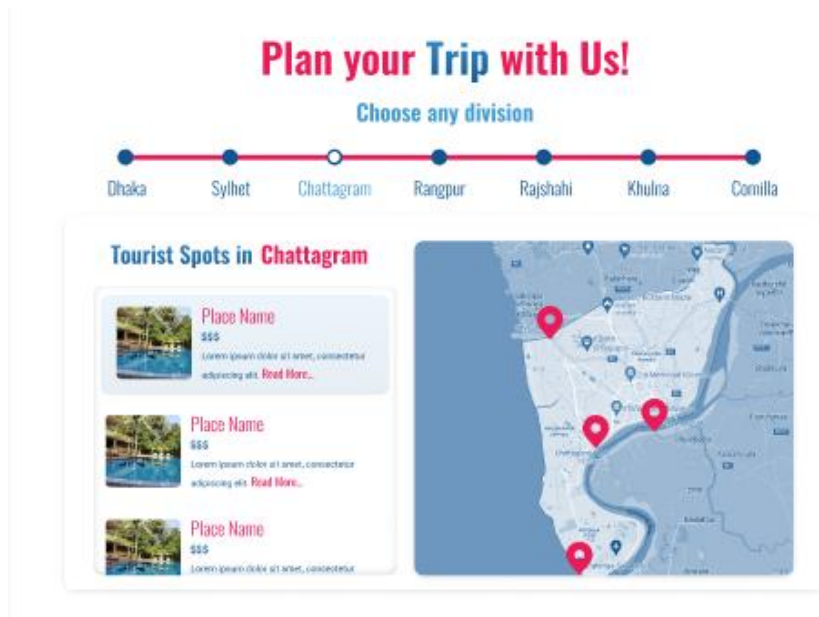 Plan your Trip with Us!
Choose any division
Dhaka
Sylhet
Chattagram
Rangpur
Rajshahi
Khulna
Comilla
Tourist Spots in Chattagram
Place Name
$$$
Lorem ipsum dolor sit amet, consectetur
adipiscing elit. Read More...
Place Name
$$$
Lorem ipsum dolor sit amet, consectetur
adipiscing elit. Read More...
Place Name
$$$
Lorem ipsum dolor sit amet, consectetur